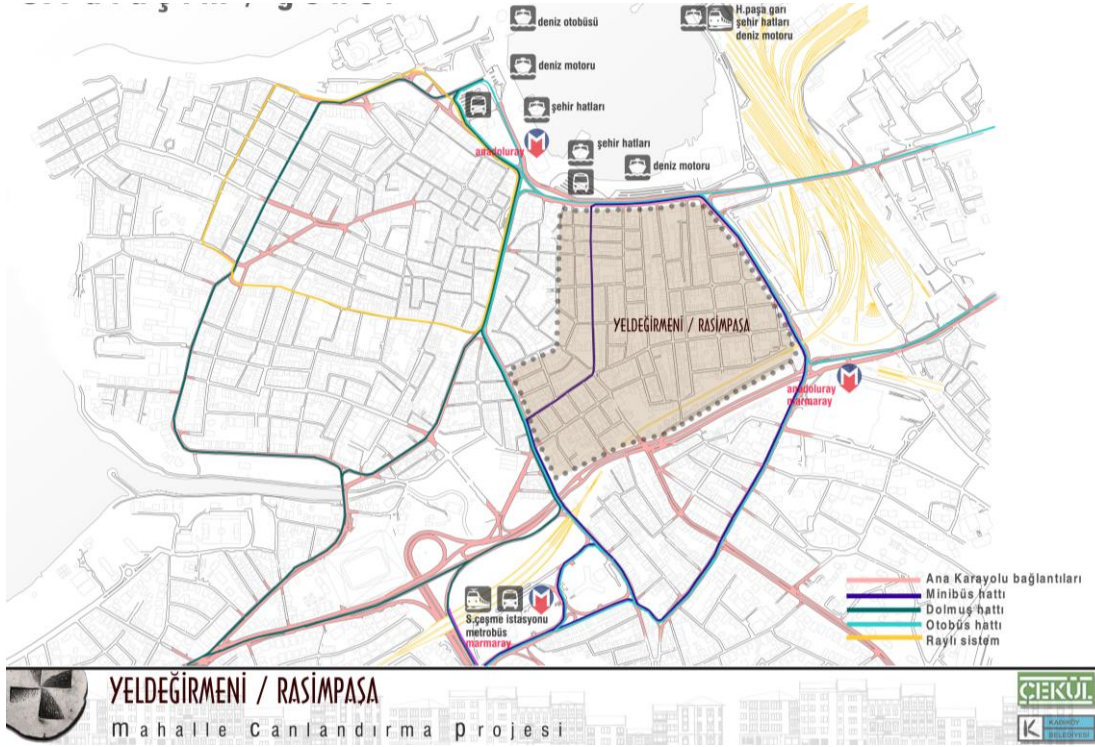 deniz otobüsü
H.paşa garı
şehir hatları
deniz motoru
deniz motoru
şehir hatları
anadoluray
şehir hatları
deniz motoru
YELDEĞİRMENİ / RASİMPAŞA
anadoluray
marmaray
S.çeşme istasyonu
metrobüs
marmaray
Ana Karayolu bağlantıları
Minibüs hattı
Dolmuş hattı
Otobüs hattı
Raylı sistem
YELDEĞİRMENİ / RASİMPAŞA
mahalle canlandırma projesi
ÇEKÜL
K KADIKÖY
BELEDİYESİ